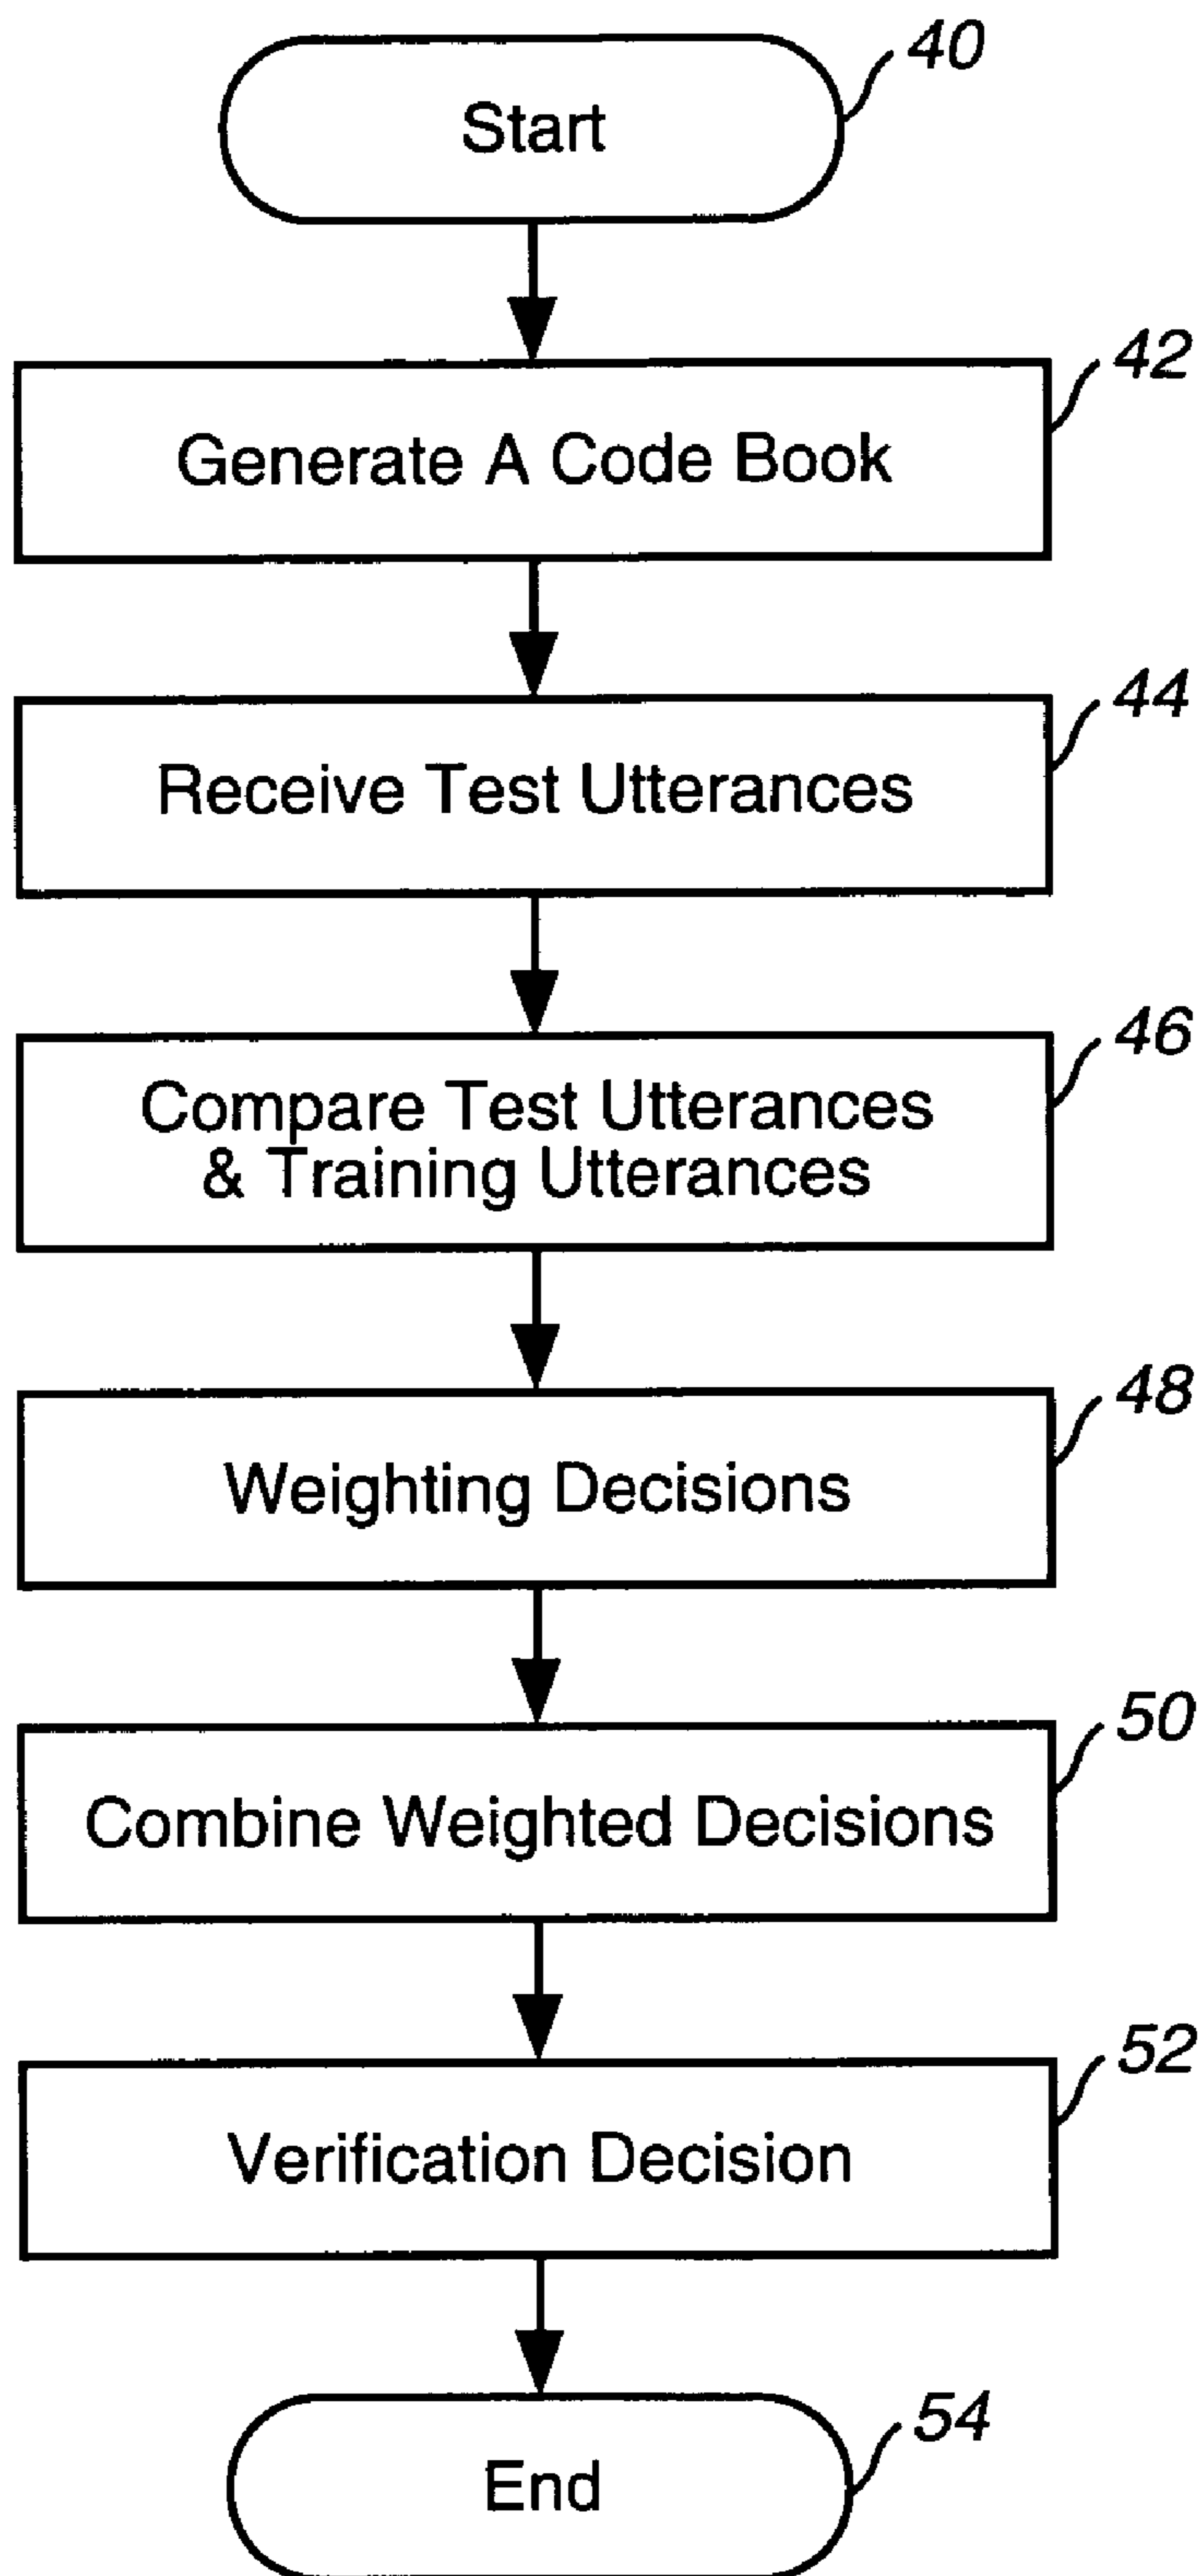 40
Start
42
Generate A Code Book
44
Receive Test Utterances
46
Compare Test Utterances
& Training Utterances
48
Weighting Decisions
50
Combine Weighted Decisions
52
Verification Decision
54
End